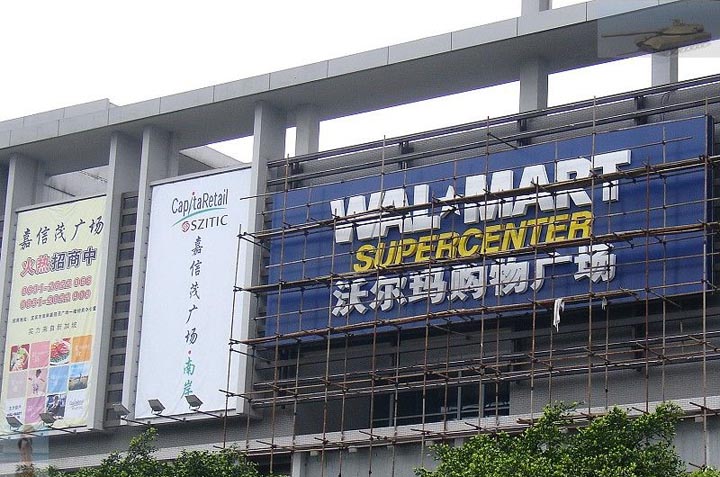 嘉信茂广场
火热招商中
CapitaRetail
SZITIC
嘉信茂广场·南岸
WAL★MART
SUPERCENTER
沃尔玛购物广场